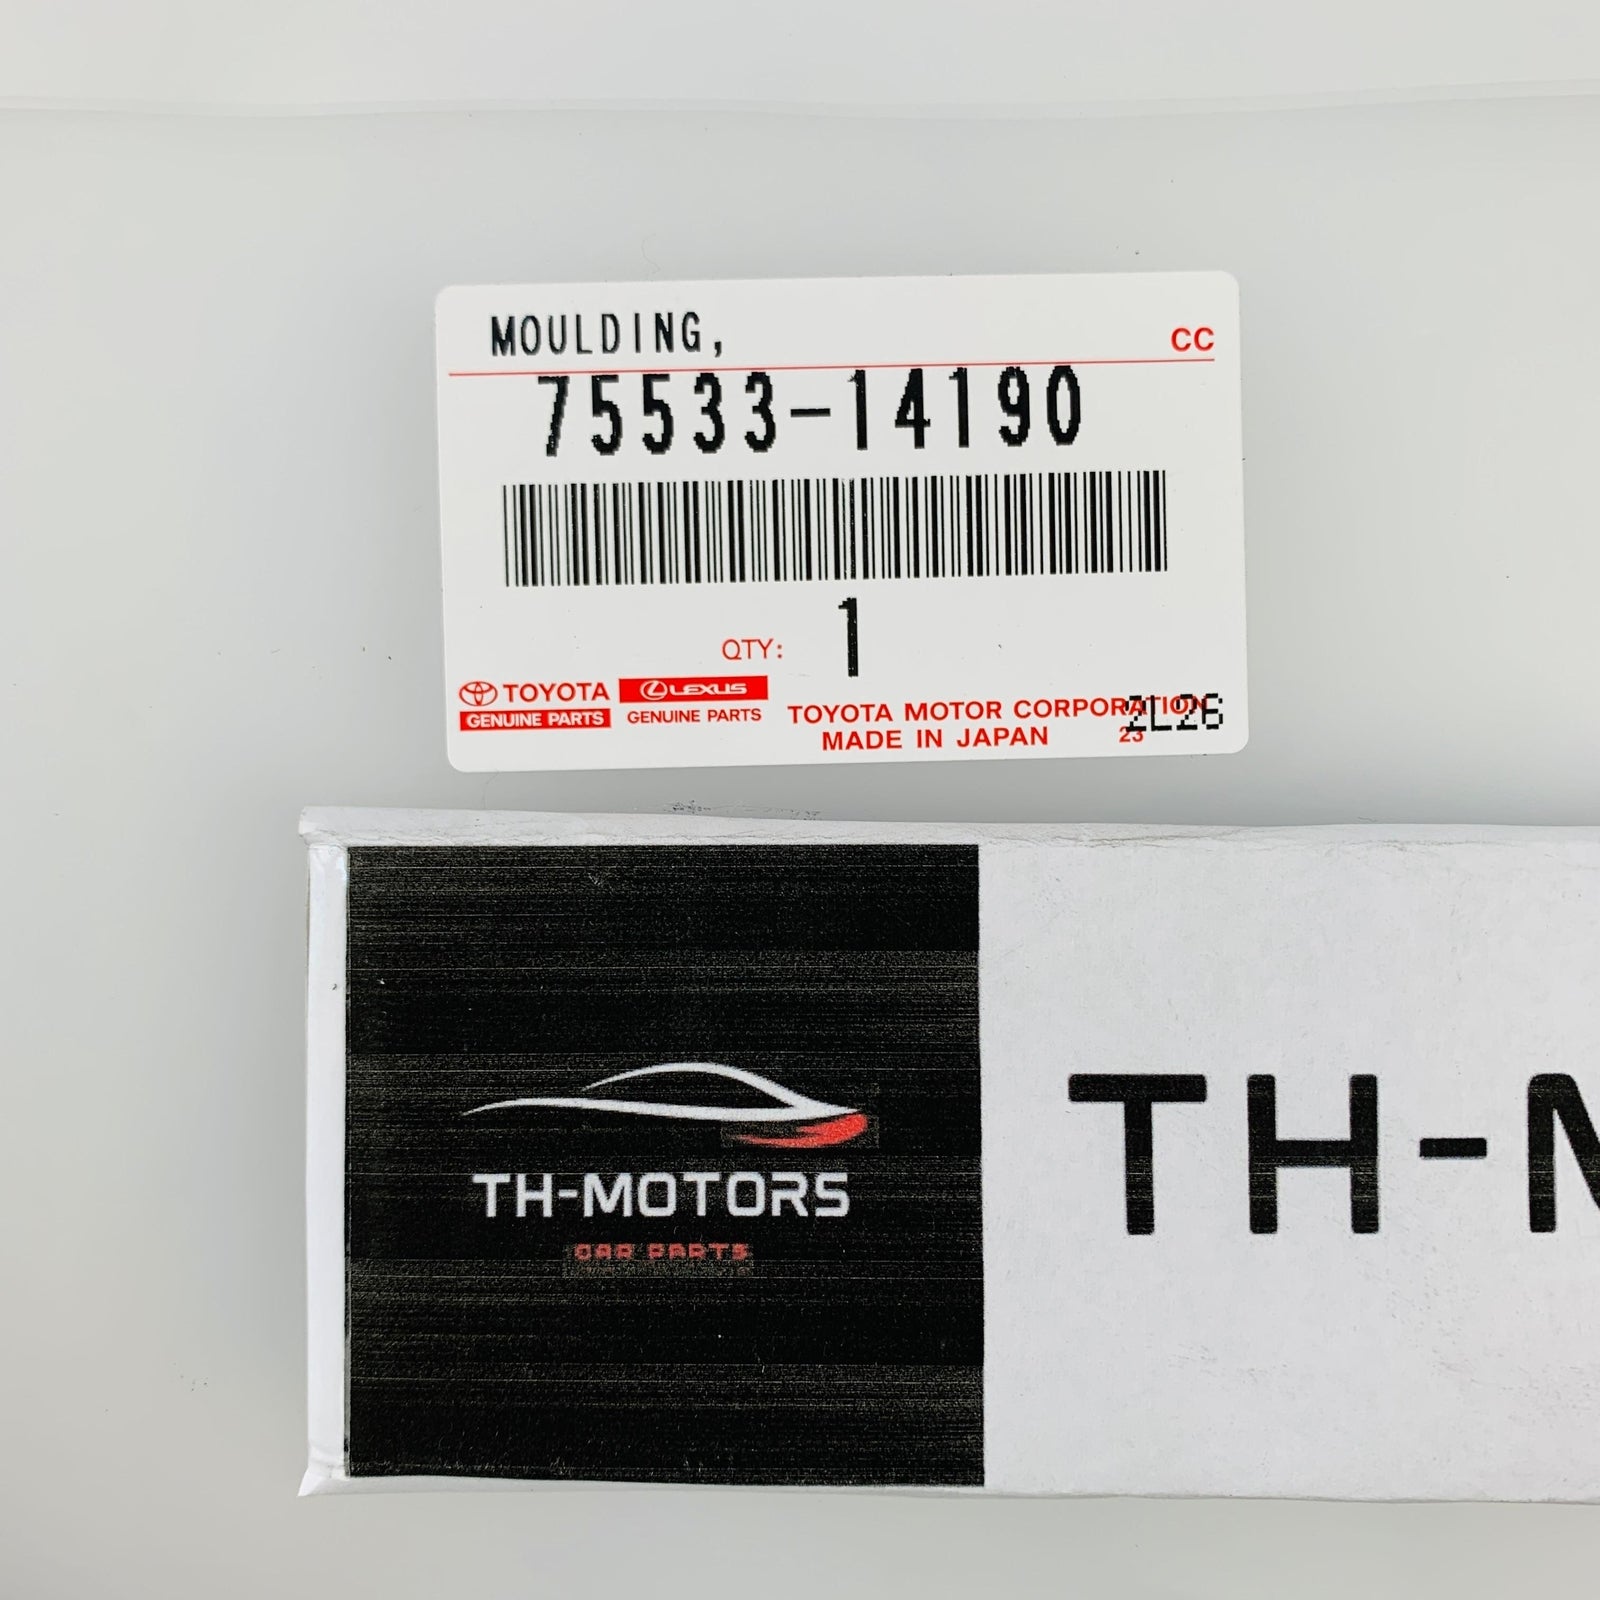 MOULDING,
CC
75533-14190
QTY: 1
TOYOTA
GENUINE PARTS
LEXUS
GENUINE PARTS
TOYOTA MOTOR CORPORATION
2L26
MADE IN JAPAN 23
TH-MOTORS
CAR PARTS
TH-M